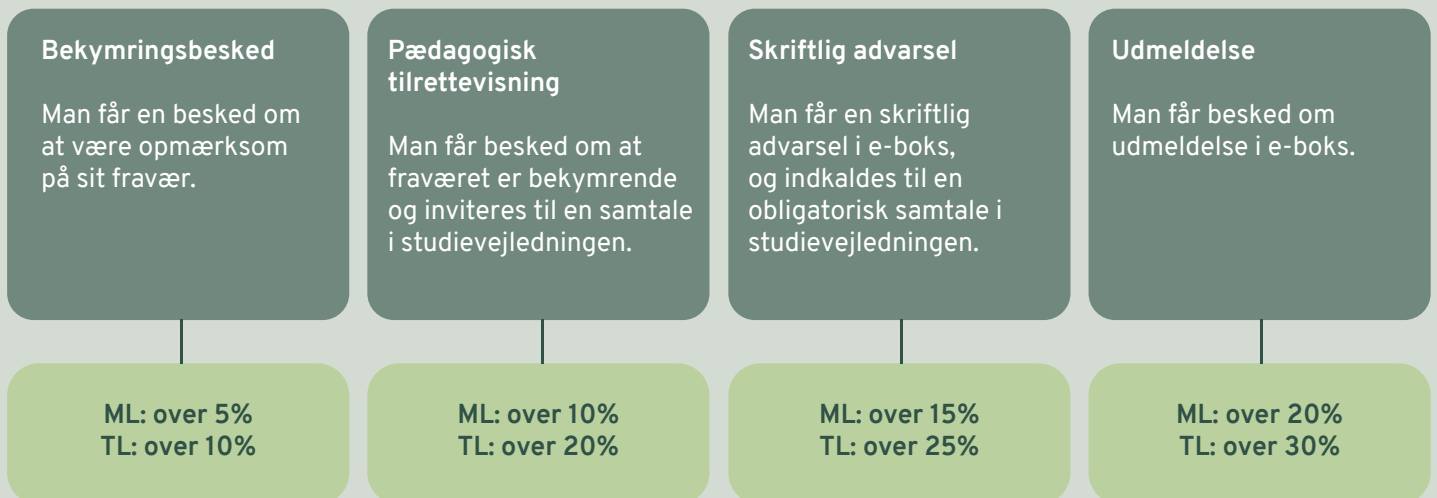 Bekymringsbesked
Man får en besked om
at være opmærksom
på sit fravær.
ML: over 5%
TL: over 10%
Pædagogisk
tilrettevisning
Man får besked om at
fraværet er bekymrende
og inviteres til en samtale
i studievejledningen.
ML: over 10%
TL: over 20%
Skriftlig advarsel
Man får en skriftlig
advarsel i e-boks,
og indkaldes til en
obligatorisk samtale i
studievejledningen.
ML: over 15%
TL: over 25%
Udmeldelse
Man får besked om
udmeldelse i e-boks.
ML: over 20%
TL: over 30%